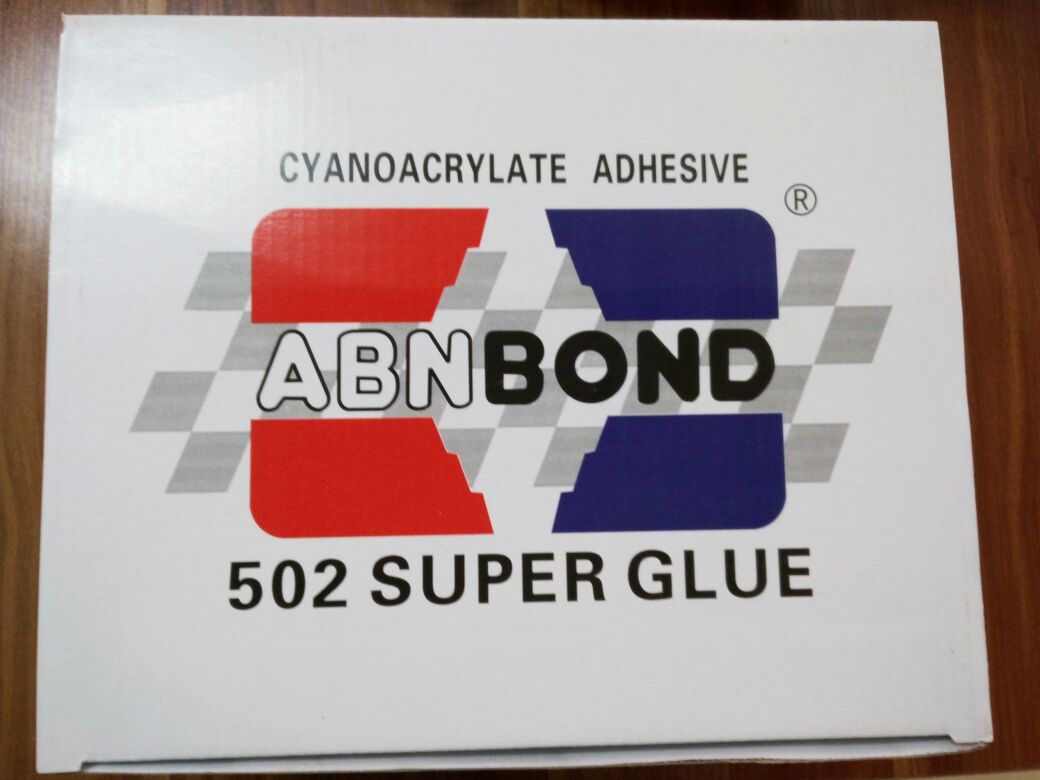 CYANOACRYLATE ADHESIVE
®
ABNBOND
502 SUPER GLUE